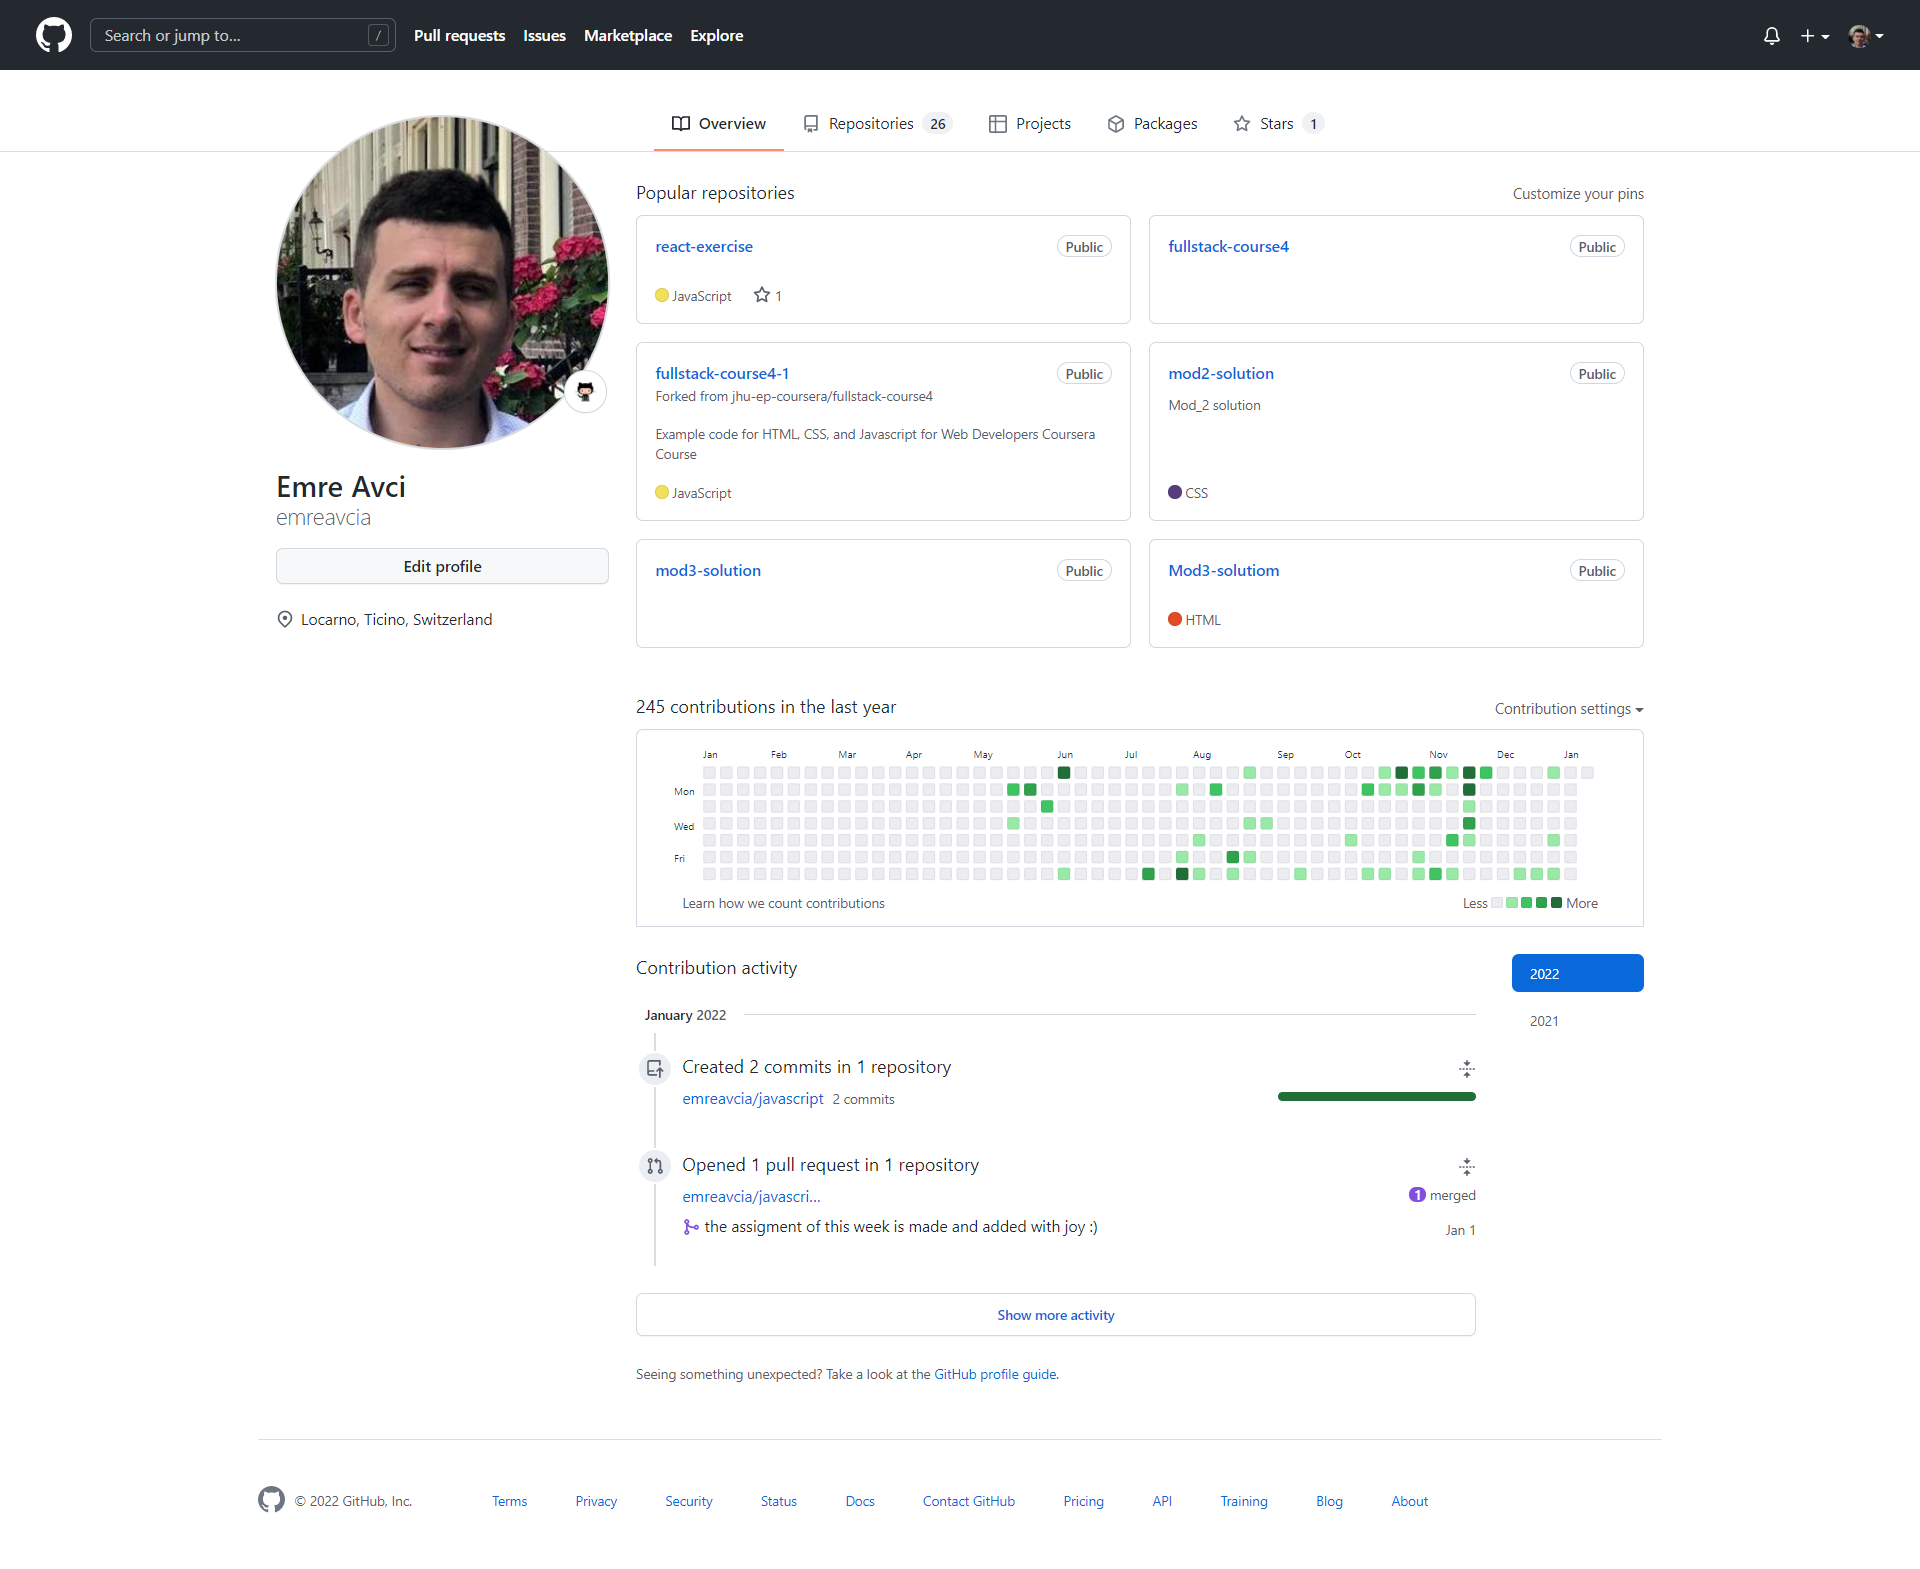 Search or jump to...
/
Pull requests
Issues
Marketplace
Explore
Overview
Repositories 26
Projects
Packages
Stars 1
Emre Avci
emreavcia
Edit profile
Locarno, Ticino, Switzerland
Popular repositories
Customize your pins
react-exercise
Public
JavaScript
1
fullstack-course4
Public
fullstack-course4-1
Public
Forked from jhu-ep-coursera/fullstack-course4
Example code for HTML, CSS, and Javascript for Web Developers Coursera
Course
JavaScript
mod2-solution
Public
Mod_2 solution
CSS
mod3-solution
Public
Mod3-solutiom
Public
HTML
245 contributions in the last year
Contribution settings
Jan Feb Mar Apr May Jun Jul Aug Sep Oct Nov Dec Jan
Mon
Wed
Fri
Learn how we count contributions
Less
More
Contribution activity
2022
2021
January 2022
Created 2 commits in 1 repository
emreavcia/javascript 2 commits
Opened 1 pull request in 1 repository
emreavcia/javascri...
1 merged
the assigment of this week is made and added with joy :)
Jan 1
Show more activity
Seeing something unexpected? Take a look at the GitHub profile guide.
© 2022 GitHub, Inc.
Terms
Privacy
Security
Status
Docs
Contact GitHub
Pricing
API
Training
Blog
About